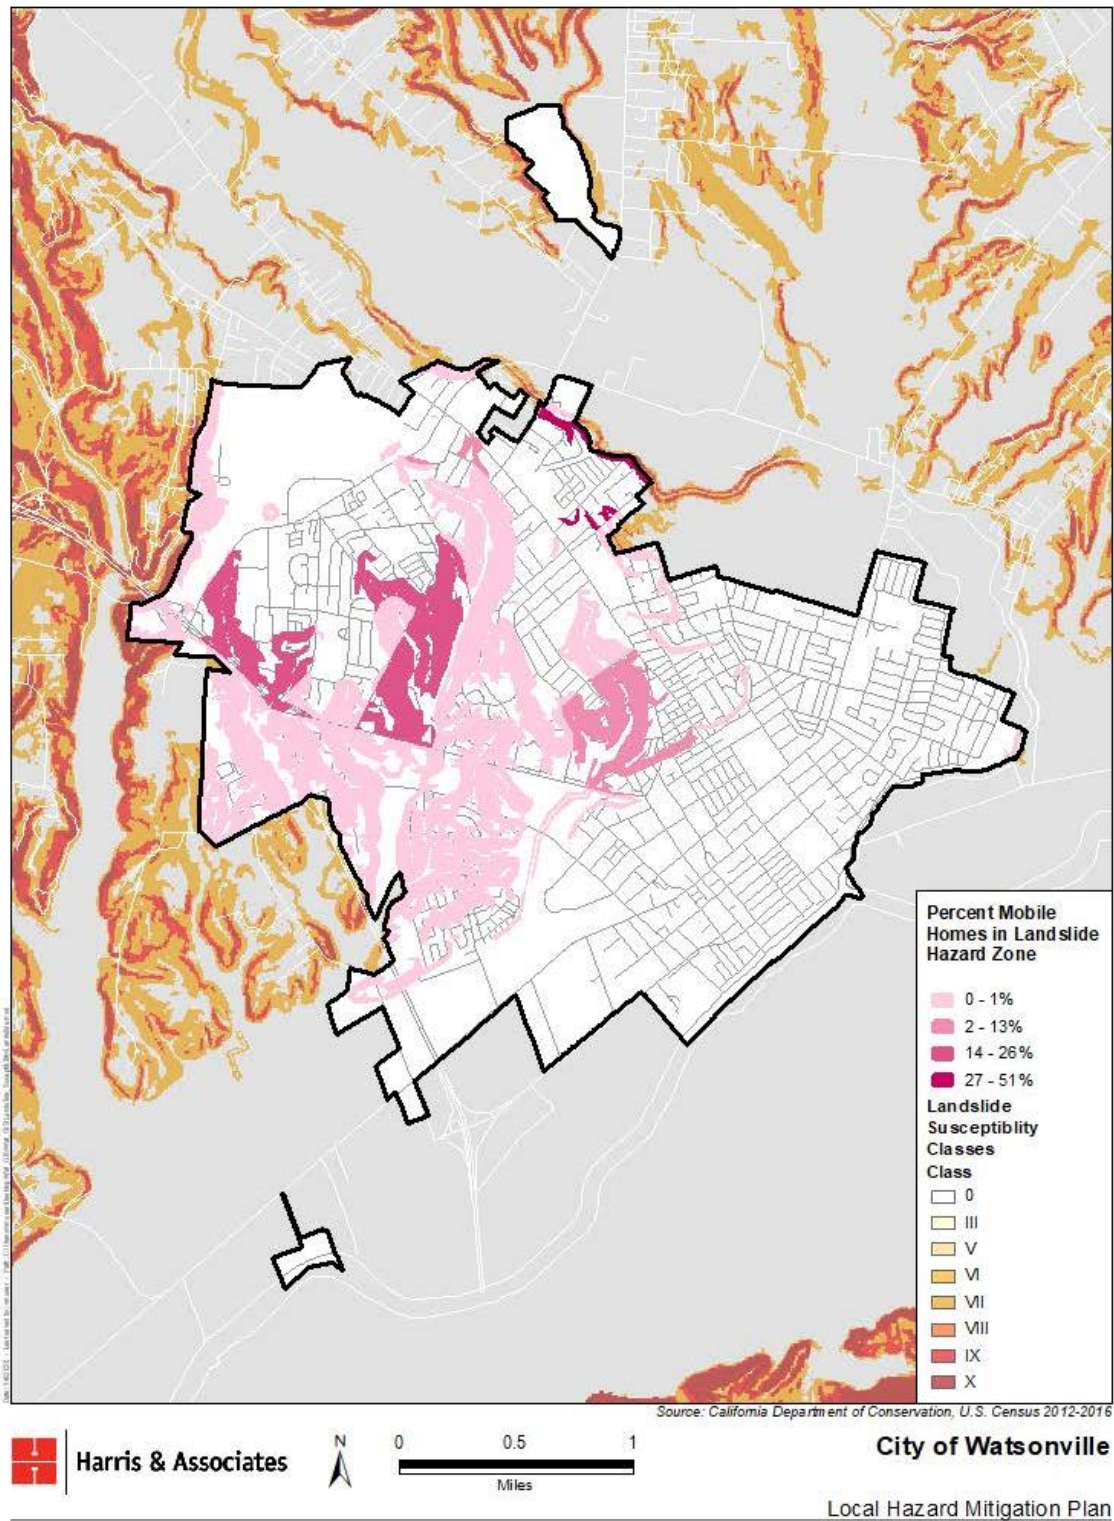 Percent Mobile
Homes in Landslide
Hazard Zone
0 - 1%
2 - 13%
14 - 26%
27 - 51%
Landslide
Susceptiblity
Classes
Class
0
III
V
VI
VII
VIII
IX
X
Source: California Department of Conservation, U.S. Census 2012-2016
Harris & Associates
N
0 0.5 1
Miles
City of Watsonville
Local Hazard Mitigation Plan